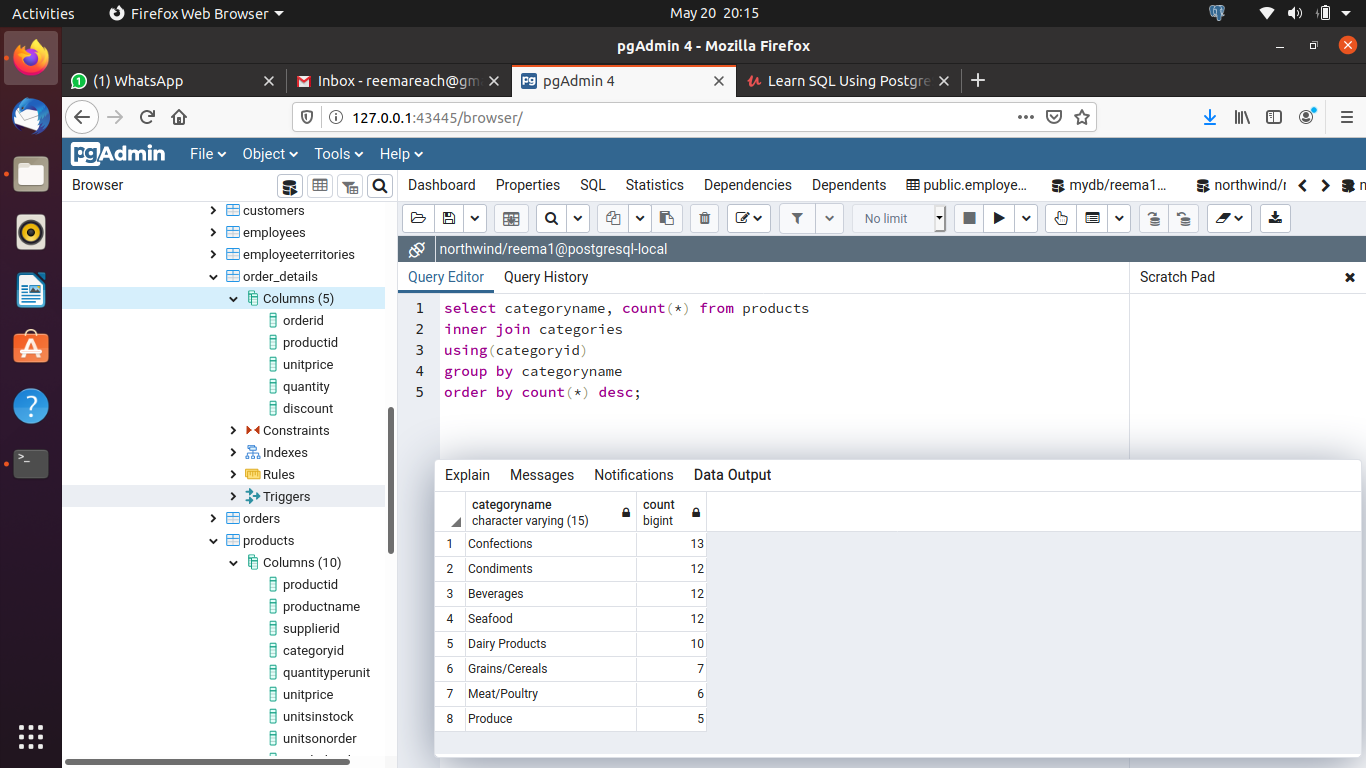 Activities Firefox Web Browser May 20 20:15
pgAdmin 4 - Mozilla Firefox
(1) WhatsApp Inbox - reemareach@gm pgAdmin 4 Learn SQL Using Postgre
127.0.0.1:43445/browser/
pgAdmin File Object Tools Help
Browser
Dashboard Properties SQL Statistics Dependencies Dependents public.employe... mydb/reema1... northwind/r
customers
employees
employeeterritories
order_details
Columns (5)
orderid
productid
unitprice
quantity
discount
Constraints
Indexes
Rules
Triggers
orders
products
Columns (10)
productid
productname
supplierid
categoryid
quantityperunit
unitprice
unitsinstock
unitsonorder
No limit
northwind/reema1@postgresql-local
Query Editor Query History
Scratch Pad
1 select categoryname, count(*) from products
2 inner join categories
3 using(categoryid)
4 group by categoryname
5 order by count(*) desc;
Explain Messages Notifications Data Output
categoryname count
character varying (15) bigint
1 Confections 13
2 Condiments 12
3 Beverages 12
4 Seafood 12
5 Dairy Products 10
6 Grains/Cereals 7
7 Meat/Poultry 6
8 Produce 5